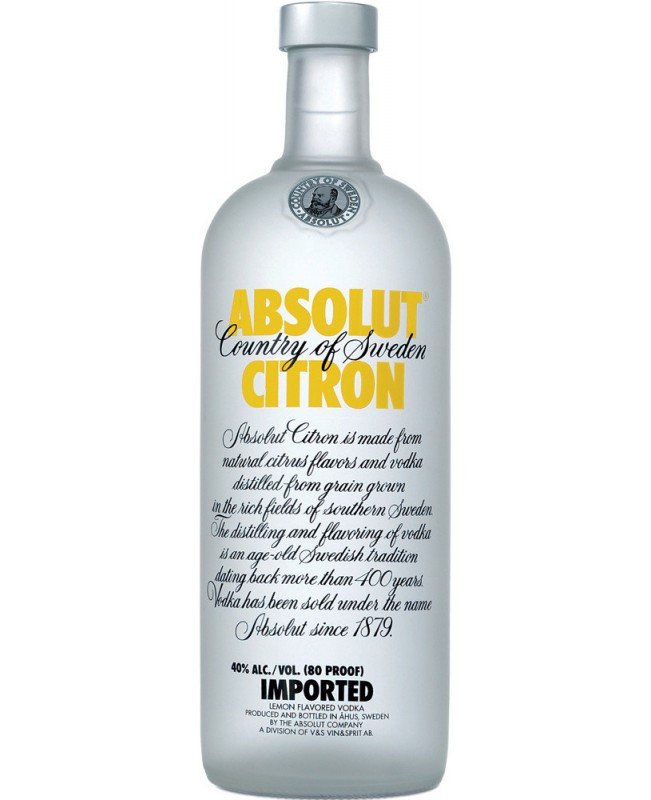 COUNTRY OF SWEDEN
ABSOLUT
ABSOLUT®
Country of Sweden
CITRON
Absolut Citron is made from
natural citrus flavors and vodka
distilled from grain grown
in the rich fields of southern Sweden.
The distilling and flavoring of vodka
is an age-old Swedish tradition
dating back more than 400 years.
Vodka has been sold under the name
Absolut since 1879.
40% ALC./VOL. (80 PROOF)
IMPORTED
LEMON FLAVORED VODKA
PRODUCED AND BOTTLED IN ÅHUS, SWEDEN
BY THE ABSOLUT COMPANY
A DIVISION OF V&S VIN&SPRIT AB.